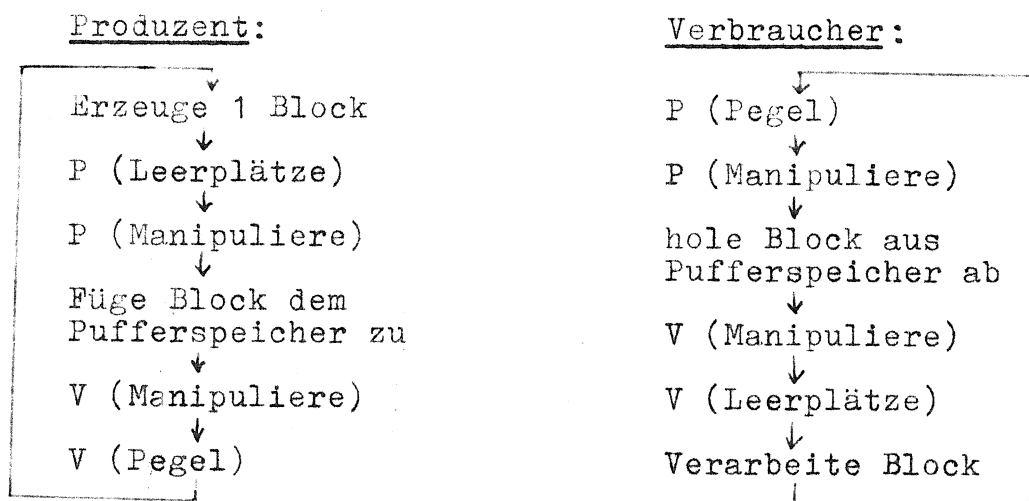 Produzent:
Erzeuge 1 Block
P (Leerplätze)
P (Manipuliere)
Füge Block dem
Pufferspeicher zu
V (Manipuliere)
V (Pegel)
Verbraucher:
P (Pegel)
P (Manipuliere)
hole Block aus
Pufferspeicher ab
V (Manipuliere)
V (Leerplätze)
Verarbeite Block